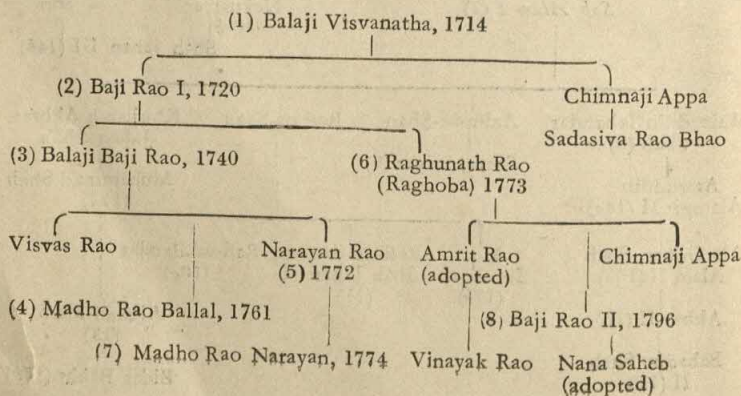 (1) Balaji Visvanatha, 1714
(2) Baji Rao I, 1720
Chimnaji Appa
Sadasiva Rao Bhao
(3) Balaji Baji Rao, 1740
(6) Raghunath Rao
(Raghoba) 1773
Visvas Rao
Narayan Rao
(5) 1772
Amrit Rao
(adopted)
Chimnaji Appa
(4) Madho Rao Ballal, 1761
(8) Baji Rao II, 1796
(7) Madho Rao Narayan, 1774
Vinayak Rao
Nana Saheb
(adopted)